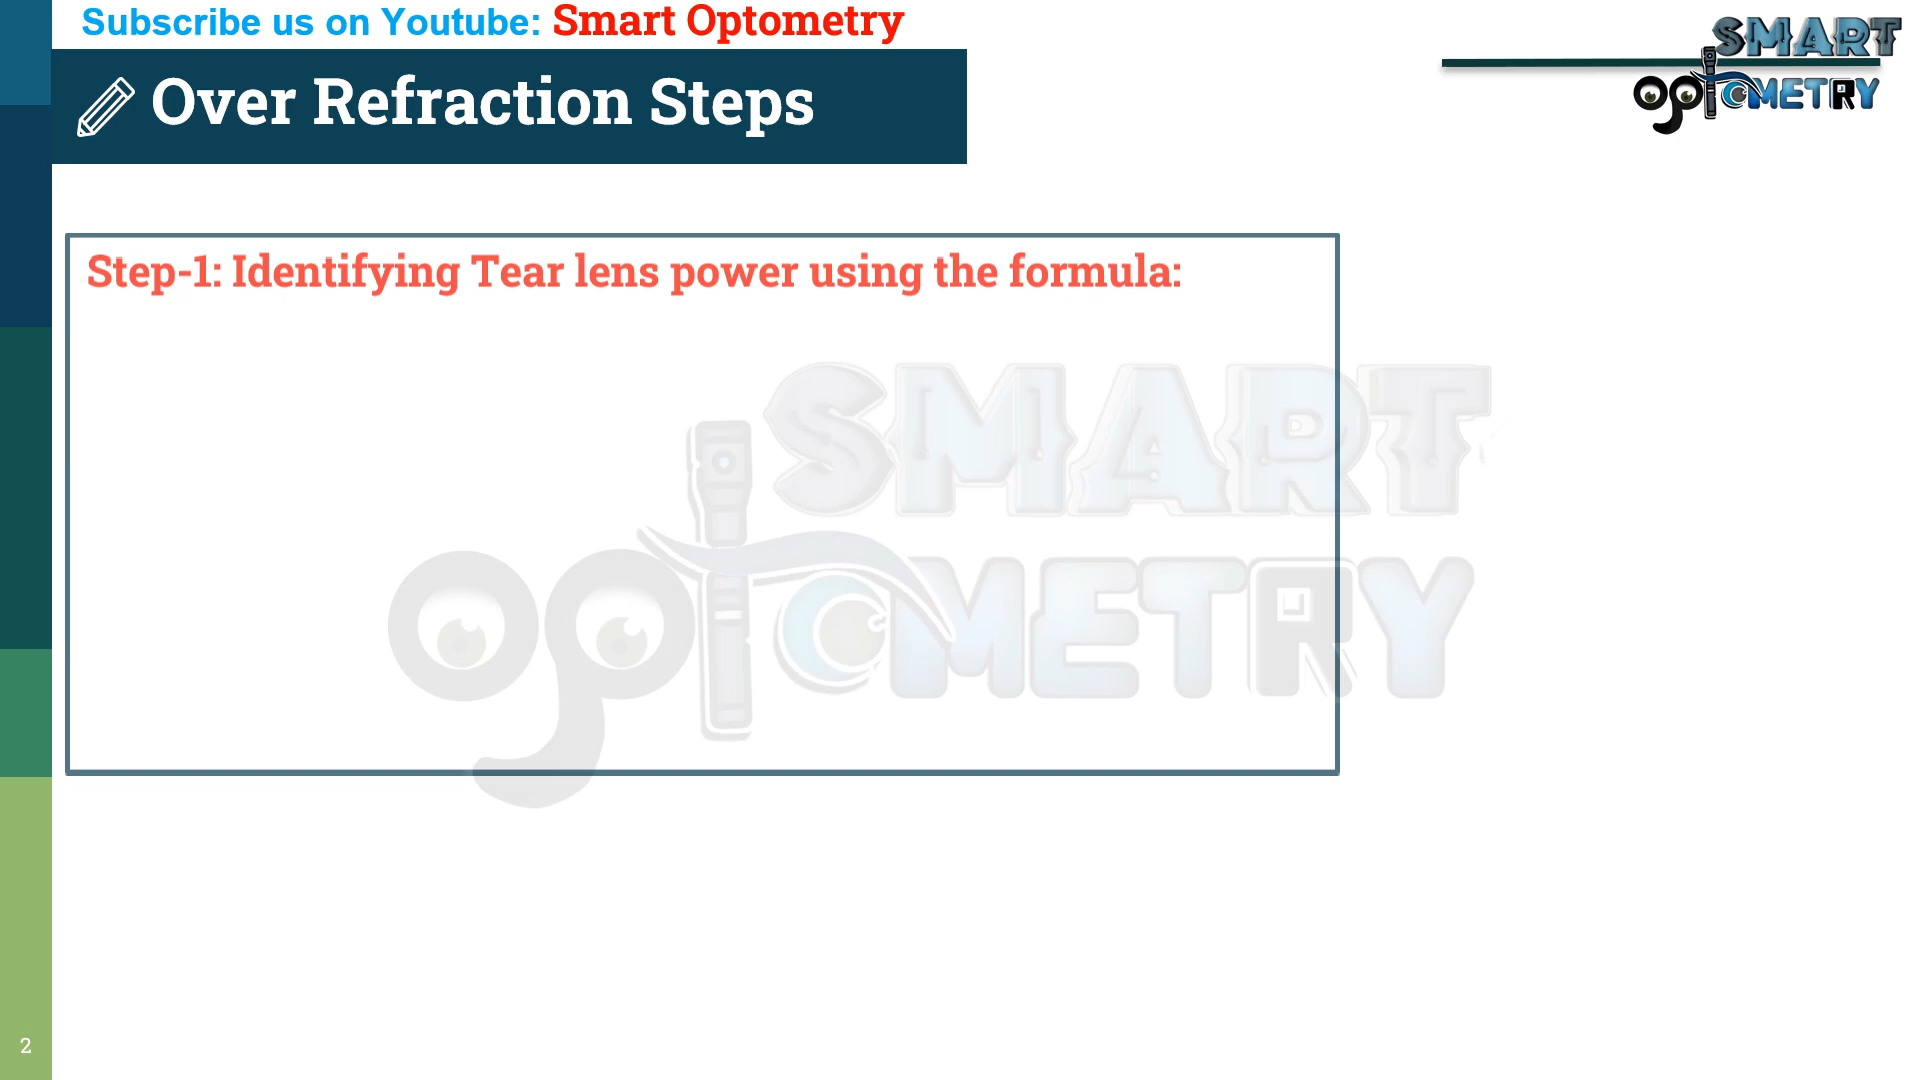 Subscribe us on Youtube: Smart Optometry
SMART
OPTOMETRY
Over Refraction Steps
Step-1: Identifying Tear lens power using the formula:
SMART
OPTOMETRY
2